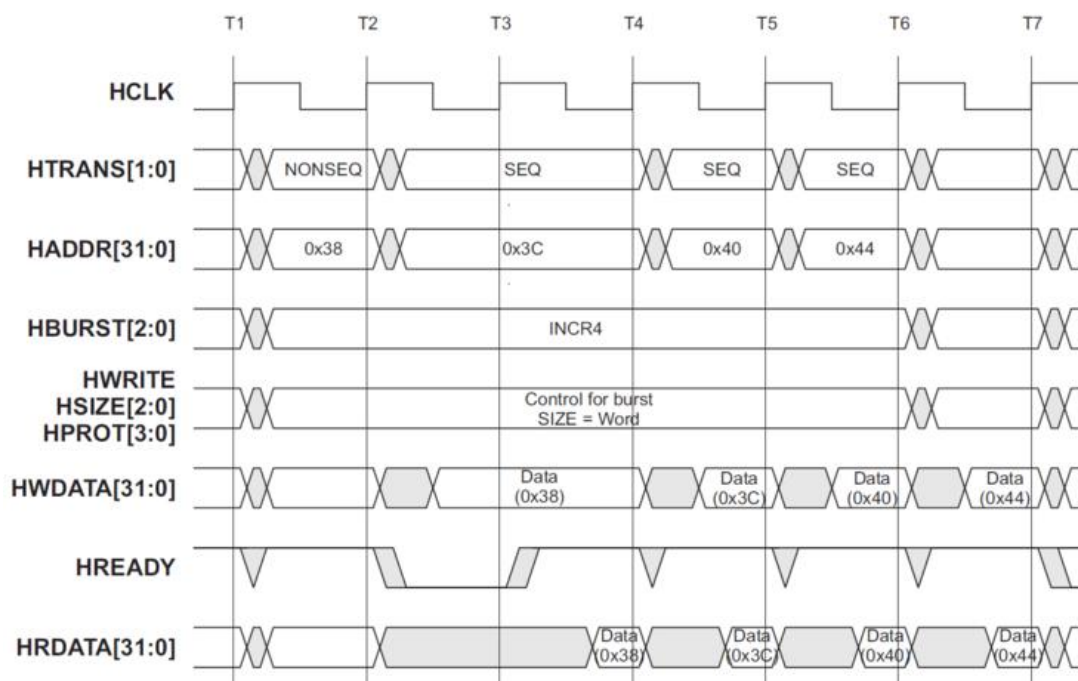 T1 T2 T3 T4 T5 T6 T7
HCLK
HTRANS[1:0] NONSEQ SEQ SEQ SEQ
HADDR[31:0] 0x38 0x3C 0x40 0x44
HBURST[2:0] INCR4
HWRITE
HSIZE[2:0] Control for burst
HPROT[3:0] SIZE = Word
HWDATA[31:0] Data Data Data Data
(0x38) (0x3C) (0x40) (0x44)
HREADY
HRDATA[31:0] Data Data Data Data
(0x38) (0x3C) (0x40) (0x44)